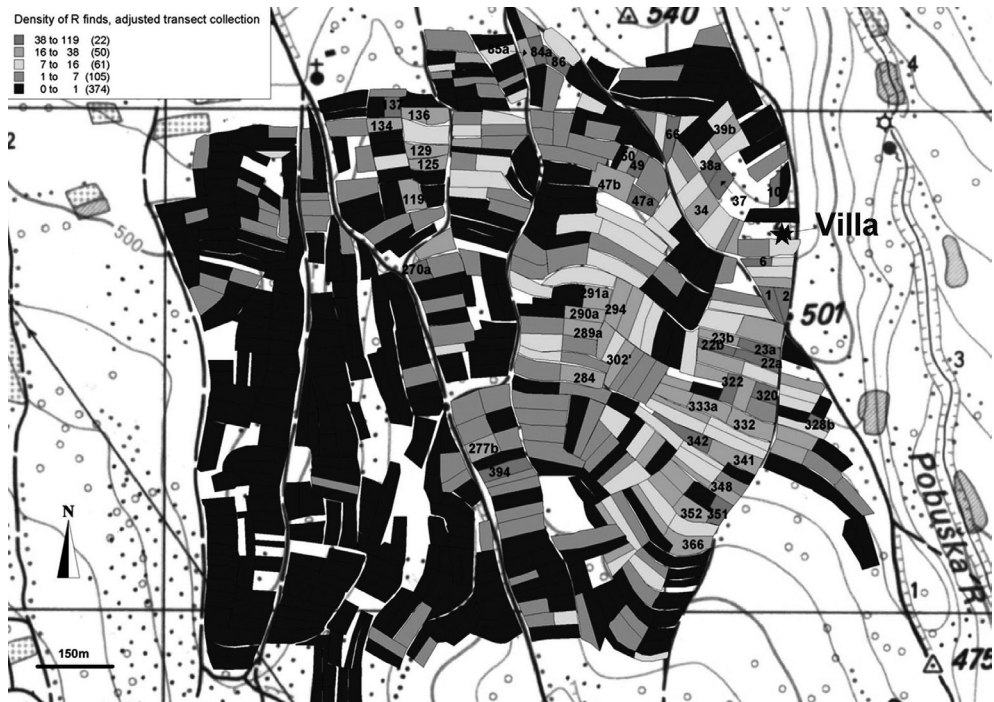 Density of R finds, adjusted transect collection
38 to 119 (22)
16 to 38 (50)
7 to 16 (61)
1 to 7 (105)
0 to 1 (374)
540
85a
84a
86
4
137
136
134
2
129
125
119
66
39b
50
49
38a
47b
47a
34
37
10
Villa
500
6
270a
1
2
291a
290a
294
289a
501
23b
22b
23a
22a
302'
284
3
322
320
333a
332
328b
342
341
277b
394
348
352
351
366
Pobuška R.
N
1
150m
475